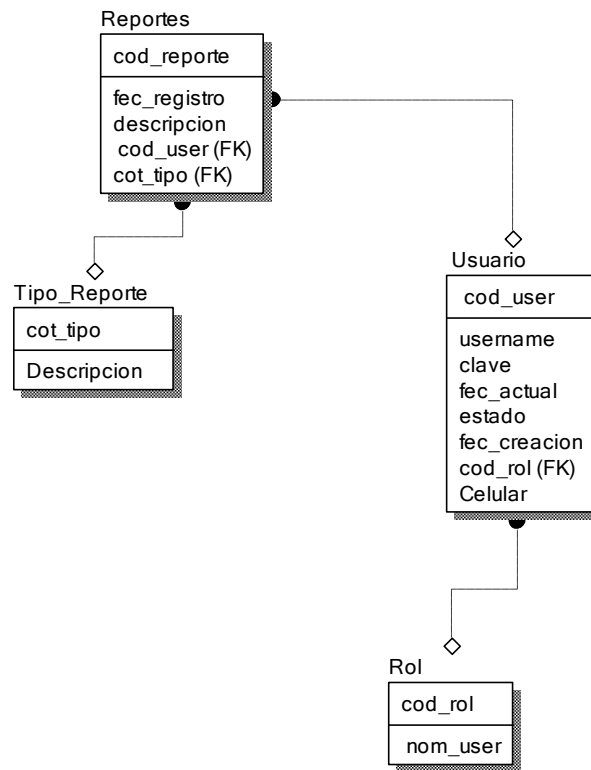 Reportes
cod_reporte
fec_registro
descripcion
cod_user (FK)
cot_tipo (FK)
Tipo_Reporte
cot_tipo
Descripcion
Usuario
cod_user
username
clave
fec_actual
estado
fec_creacion
cod_rol (FK)
Celular
Rol
cod_rol
nom_user